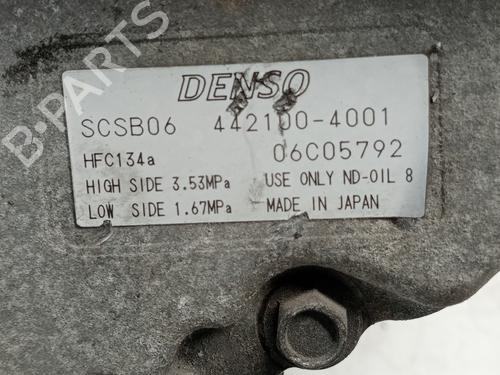 DENSO
SCSB06 442100-4001
HFC134a 06C05792
HIGH SIDE 3.53MPa USE ONLY ND-OIL 8
LOW SIDE 1.67MPa MADE IN JAPAN
B-PARTS